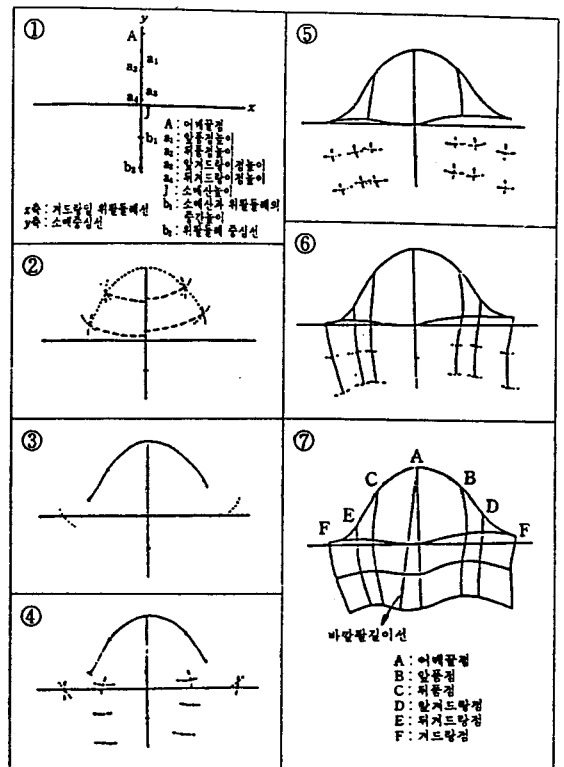 ①
y
A
a₂ a₁
a₄ a₃
x
J
b₁
b₂
A : 어깨끝점
a₁ : 앞품점높이
a₂ : 뒤품점높이
a₃ : 앞겨드랑이점높이
a₄ : 뒤겨드랑이점높이
J : 소매산높이
b₁ : 소매산과 위팔둘레의
중간높이
b₂ : 위팔둘레 중심선
x축 : 겨드랑밑 위팔둘레선
y축 : 소매중심선
②
③
④
⑤
⑥
⑦
A
C B
E D
F F
바깥팔길이선
A : 어깨끝점
B : 앞품점
C : 뒤품점
D : 앞겨드랑점
E : 뒤겨드랑점
F : 겨드랑점